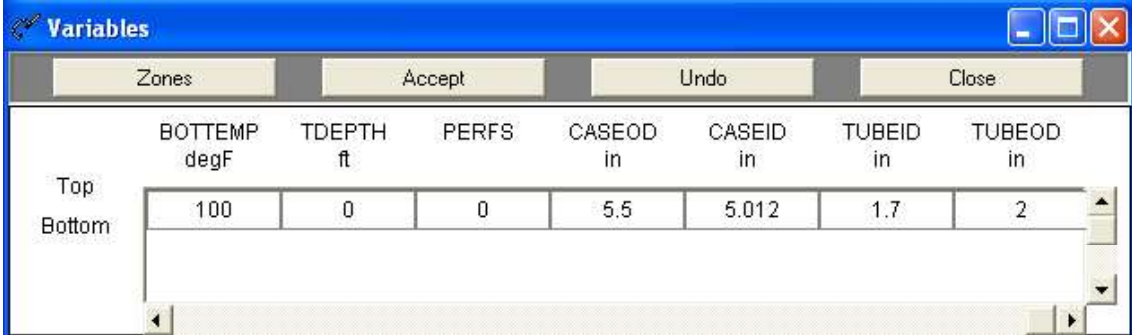 Variables
Zones Accept Undo Close
BOTTEMP TDEPTH PERFS CASEOD CASEID TUBEID TUBEOD
degF ft in in in in
Top
Bottom
100 0 0 5.5 5.012 1.7 2